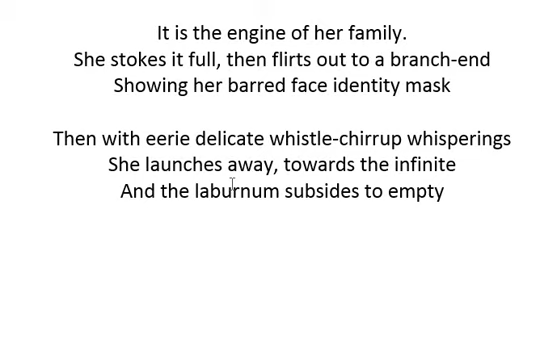 It is the engine of her family.
She stokes it full, then flirts out to a branch-end
Showing her barred face identity mask
Then with eerie delicate whistle-chirrup whisperings
She launches away, towards the infinite
And the laburnum subsides to empty